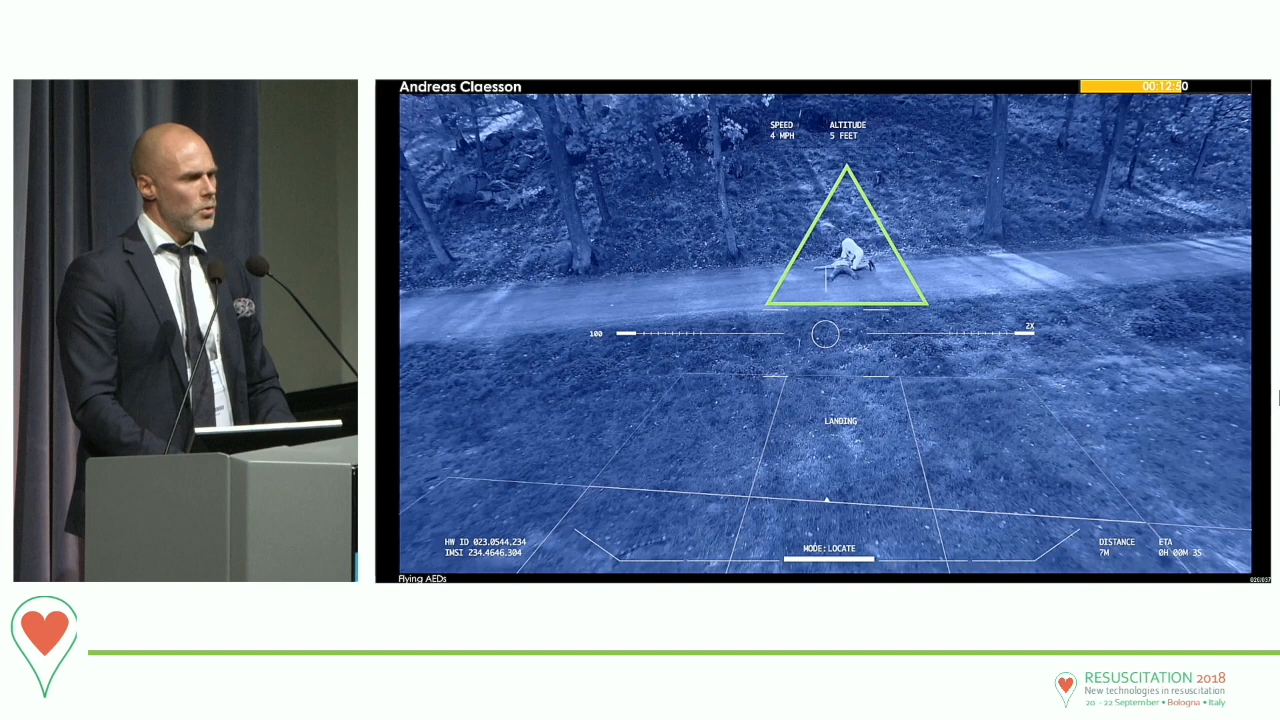 Andreas Claesson
00:12:50
SPEED
4 MPH
ALTITUDE
5 FEET
100
2X
LANDING
HW ID 023.0544.234
IMSI 234.4646.304
MODE:LOCATE
DISTANCE
7M
ETA
0H 00M 3S
Flying AEDs
RESUSCITATION 2018
New technologies in resuscitation
20 - 22 September • Bologna • Italy